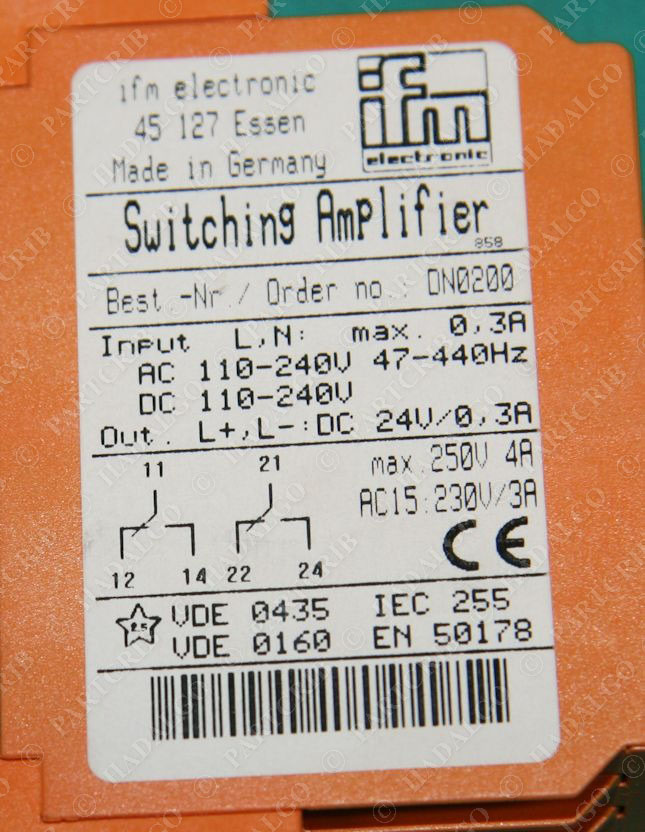 ifm electronic
45 127 Essen
Made in Germany
ifm
electronic
Switching Amplifier
858
Best.-Nr./ Order no.: DN0200
Input L,N: max. 0,3A
AC 110-240V 47-440Hz
DC 110-240V
Out. L+,L-:DC 24V/0,3A
11 21 max.250V 4A
AC15:230V/3A
12 14 22 24 CE
VDE 0435 IEC 255
VDE 0160 EN 50178
© PARTCRIB
© HADALGO